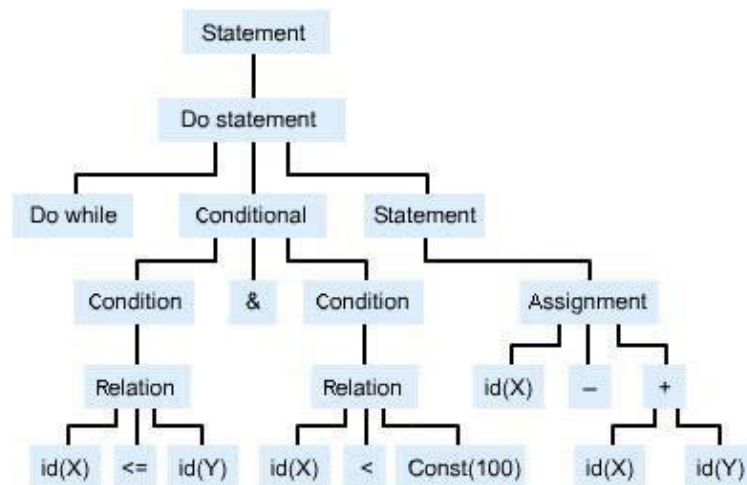 Statement
Do statement
Do while Conditional Statement
Condition & Condition Assignment
Relation Relation id(X) – +
id(X) <= id(Y) id(X) < Const(100) id(X) id(Y)